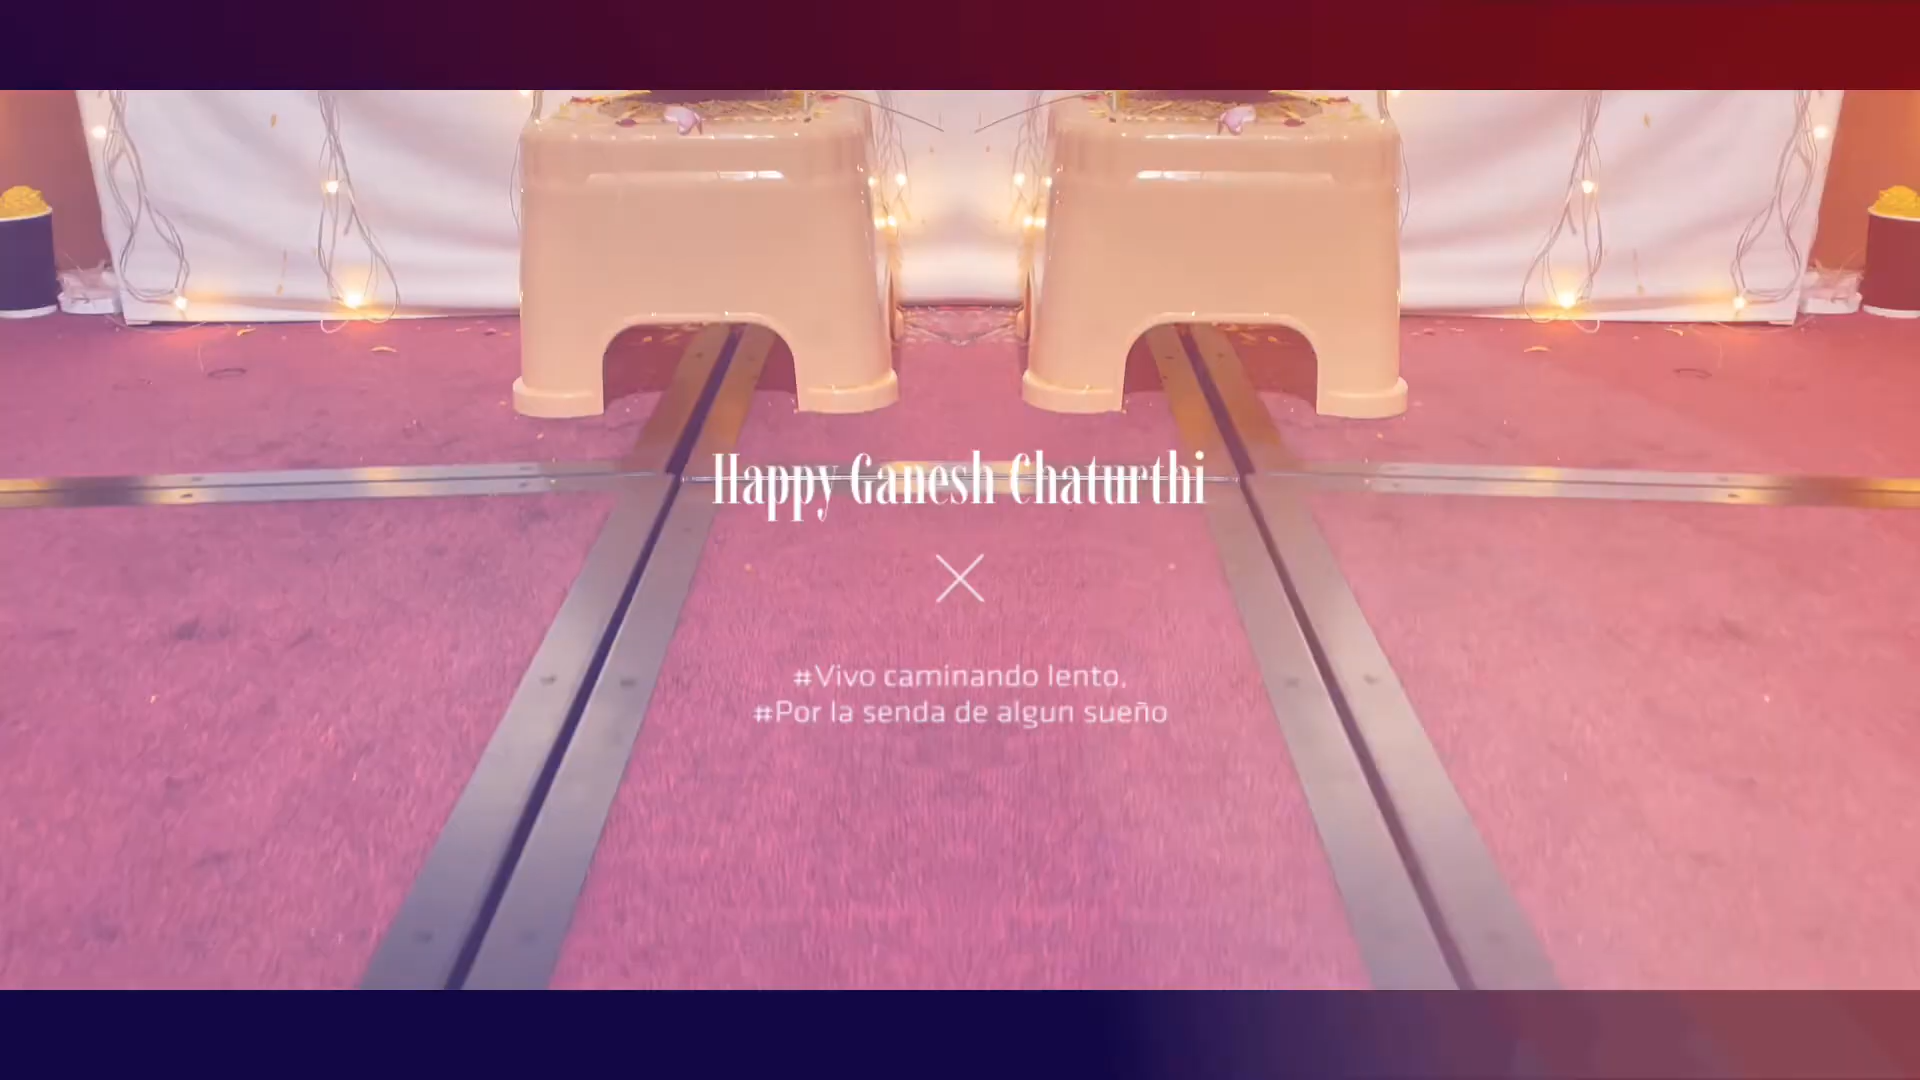 Happy Ganesh Chaturthi
#Vivo caminando lento,
#Por la senda de algun sueño